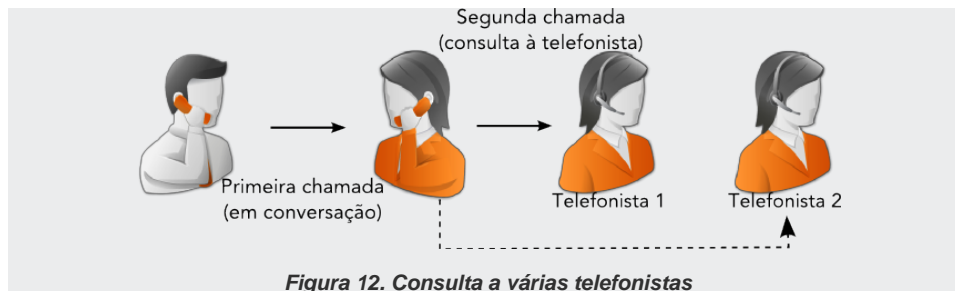 Segunda chamada
(consulta à telefonista)
Primeira chamada
(em conversação)
Telefonista 1
Telefonista 2
Figura 12. Consulta a várias telefonistas